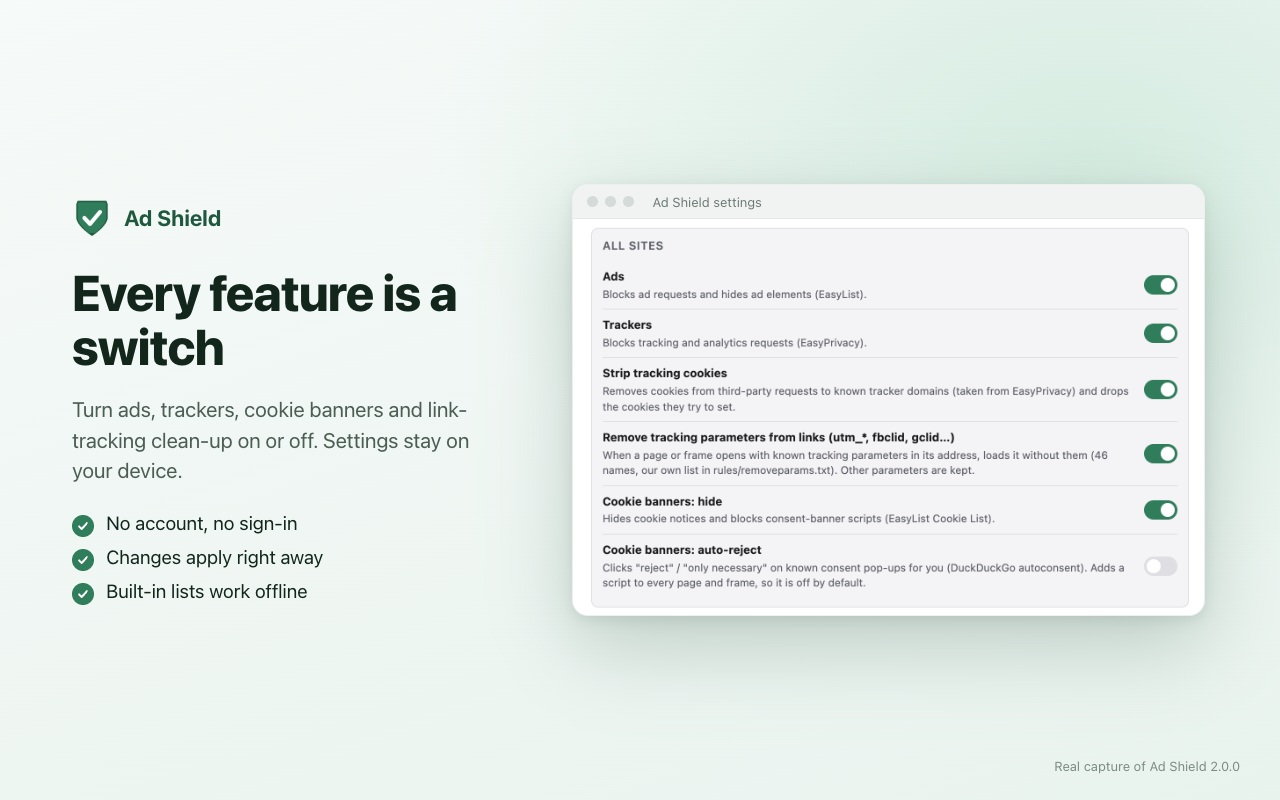 Ad Shield
Every feature is a
switch
Turn ads, trackers, cookie banners and link-
tracking clean-up on or off. Settings stay on
your device.
No account, no sign-in
Changes apply right away
Built-in lists work offline
Ad Shield settings
ALL SITES
Ads
Blocks ad requests and hides ad elements (EasyList).
Trackers
Blocks tracking and analytics requests (EasyPrivacy).
Strip tracking cookies
Removes cookies from third-party requests to known tracker domains (taken from EasyPrivacy) and drops
the cookies they try to set.
Remove tracking parameters from links (utm_*, fbclid, gclid...)
When a page or frame opens with known tracking parameters in its address, loads it without them (46
names, our own list in rules/removeparams.txt). Other parameters are kept.
Cookie banners: hide
Hides cookie notices and blocks consent-banner scripts (EasyList Cookie List).
Cookie banners: auto-reject
Clicks "reject" / "only necessary" on known consent pop-ups for you (DuckDuckGo autoconsent). Adds a
script to every page and frame, so it is off by default.
Real capture of Ad Shield 2.0.0